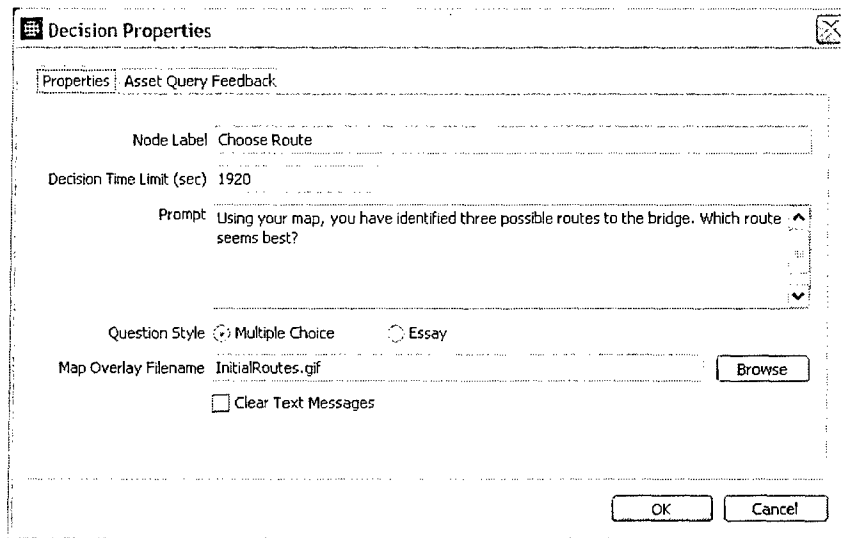 Decision Properties
Properties Asset Query Feedback
Node Label Choose Route
Decision Time Limit (sec) 1920
Prompt Using your map, you have identified three possible routes to the bridge. Which route
seems best?
Question Style Multiple Choice Essay
Map Overlay Filename InitialRoutes.gif Browse
Clear Text Messages
OK Cancel